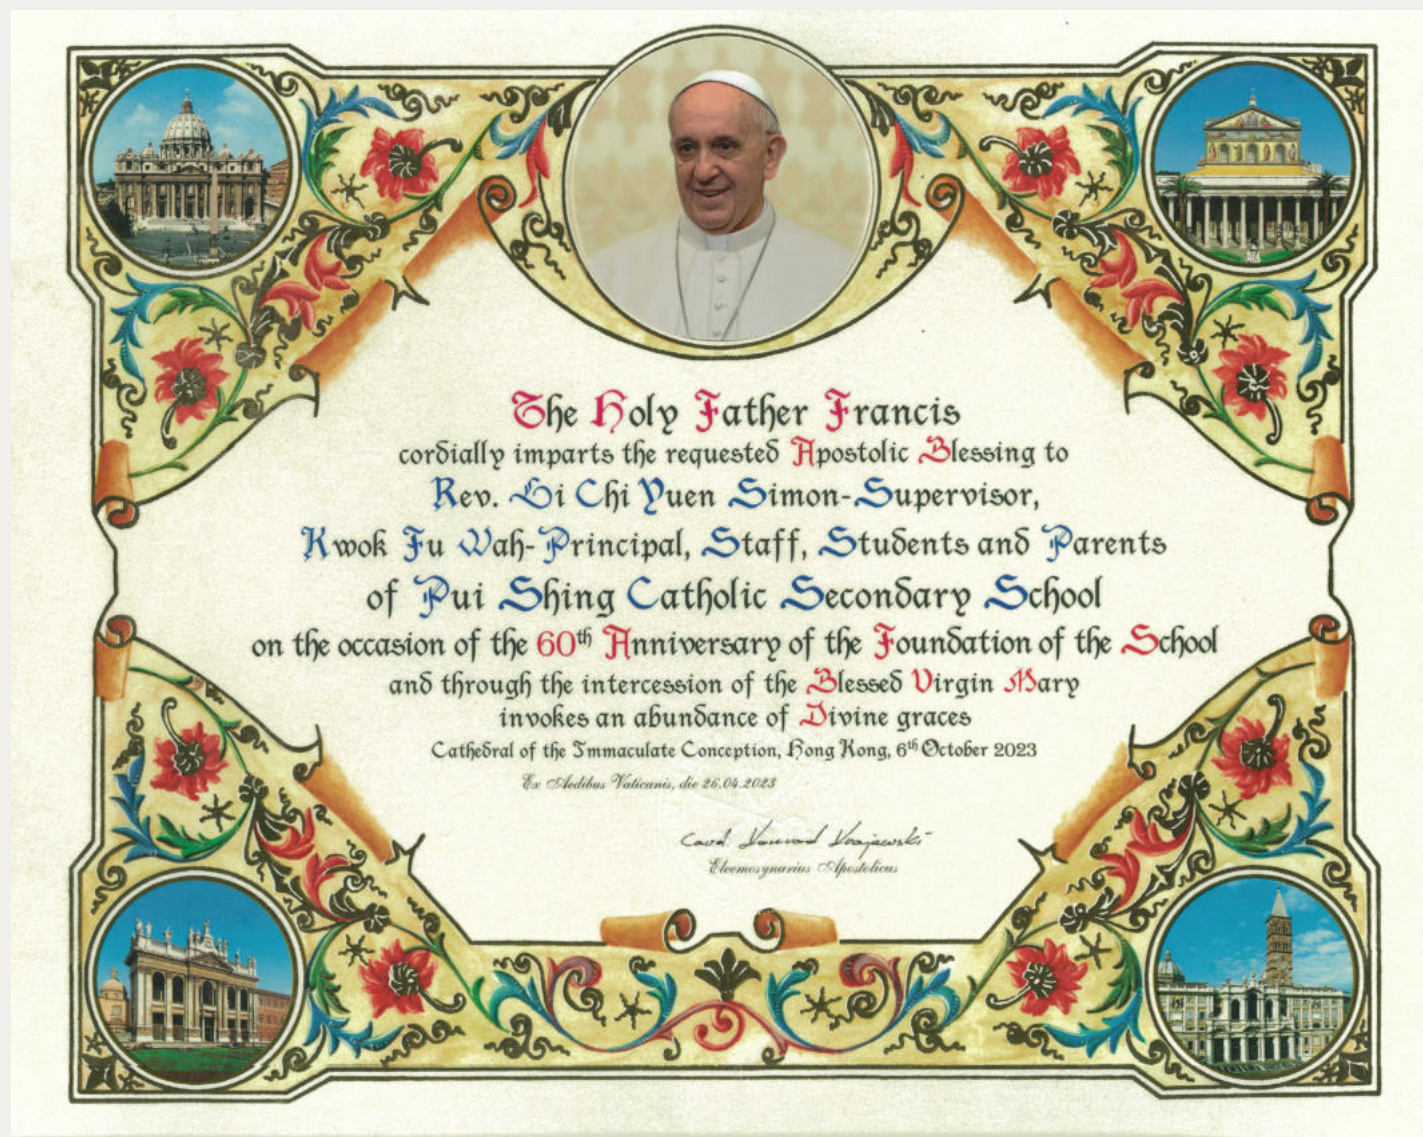 The Holy Father Francis
cordially imparts the requested Apostolic Blessing to
Rev. Li Chi Yuen Simon-Supervisor,
Kwok Fu Wah-Principal, Staff, Students and Parents
of Pui Shing Catholic Secondary School
on the occasion of the 60th Anniversary of the Foundation of the School
and through the intercession of the Blessed Virgin Mary
invokes an abundance of Divine graces
Cathedral of the Immaculate Conception, Hong Kong, 6th October 2023
Ex Aedibus Vaticanis, die 26.04.2023
Card. Konrad Krajewski
Eleemosynarius Apostolicus